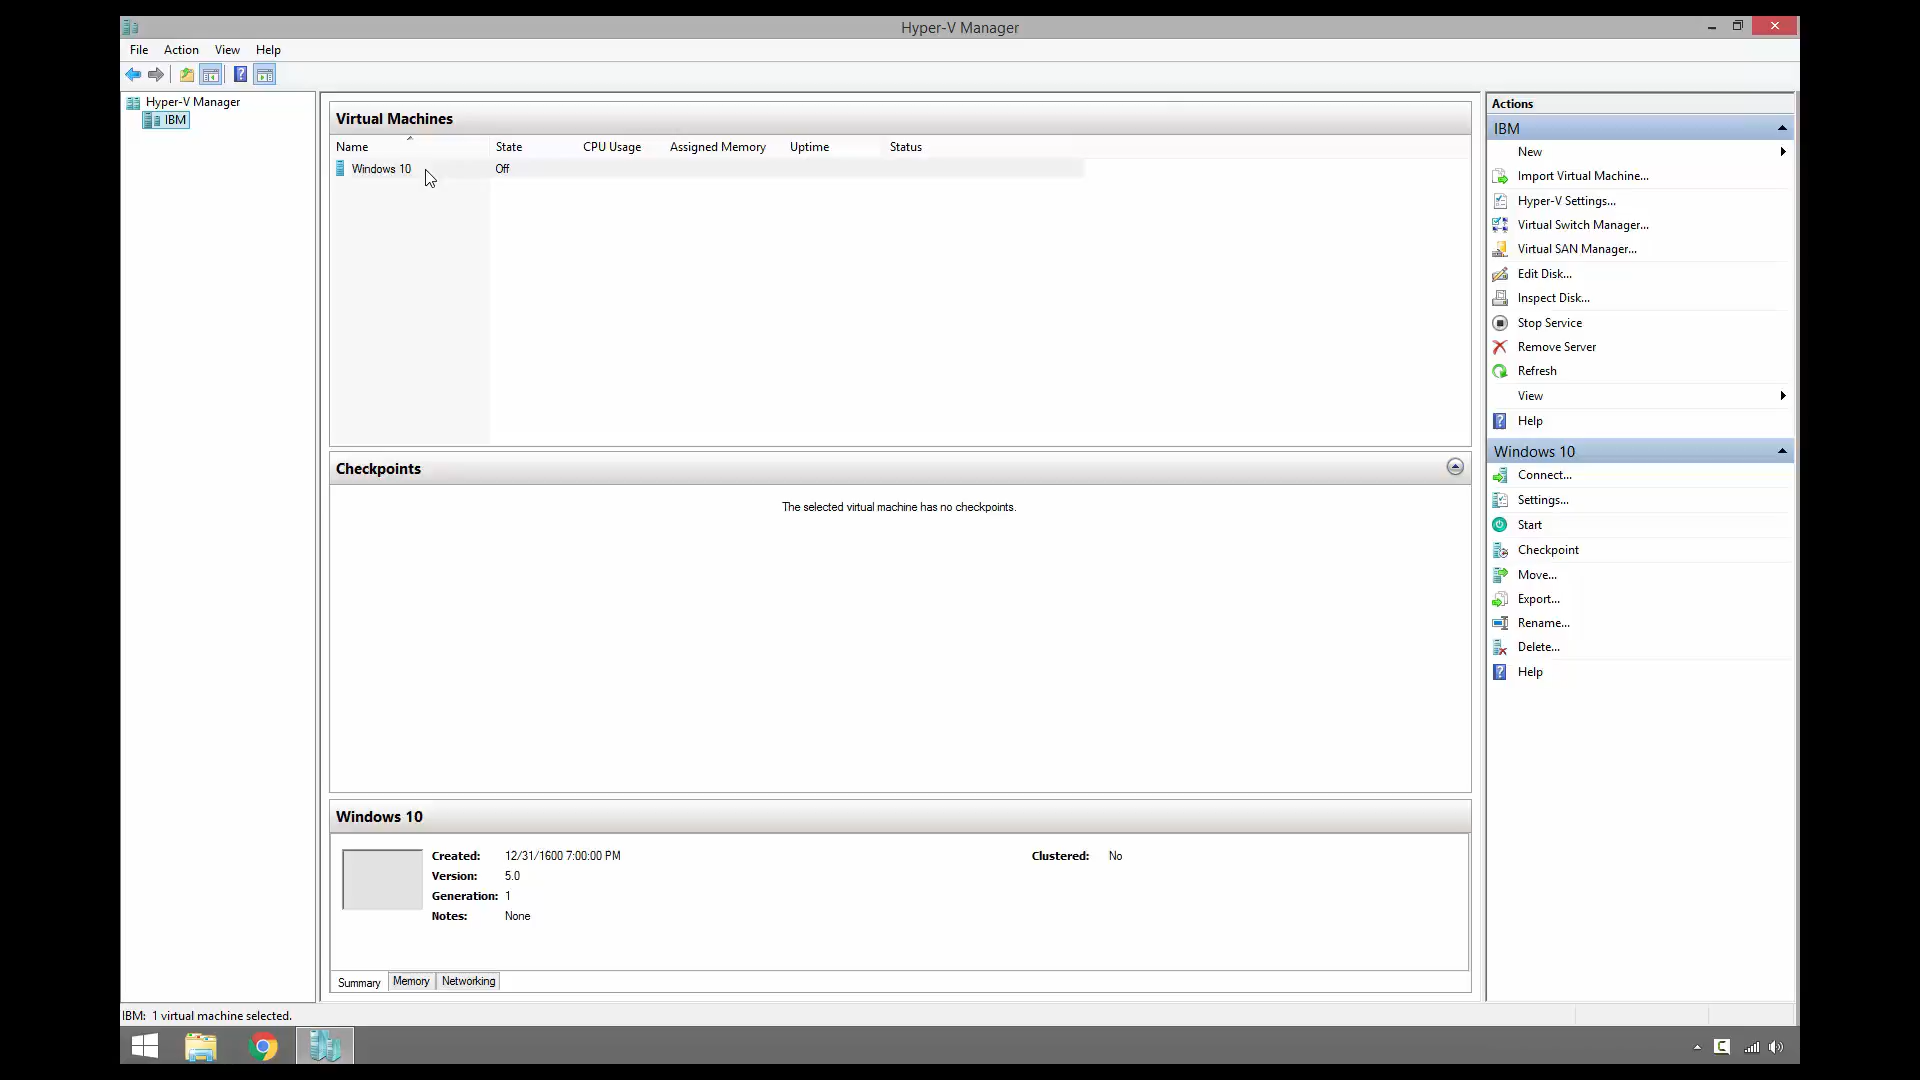 Hyper-V Manager
File Action View Help
Hyper-V Manager
IBM
Virtual Machines
Name State CPU Usage Assigned Memory Uptime Status
Windows 10 Off
Checkpoints
The selected virtual machine has no checkpoints.
Windows 10
Created: 12/31/1600 7:00:00 PM Clustered: No
Version: 5.0
Generation: 1
Notes: None
Summary Memory Networking
Actions
IBM
New
Import Virtual Machine...
Hyper-V Settings...
Virtual Switch Manager...
Virtual SAN Manager...
Edit Disk...
Inspect Disk...
Stop Service
Remove Server
Refresh
View
Help
Windows 10
Connect...
Settings...
Start
Checkpoint
Move...
Export...
Rename...
Delete...
Help
IBM: 1 virtual machine selected.